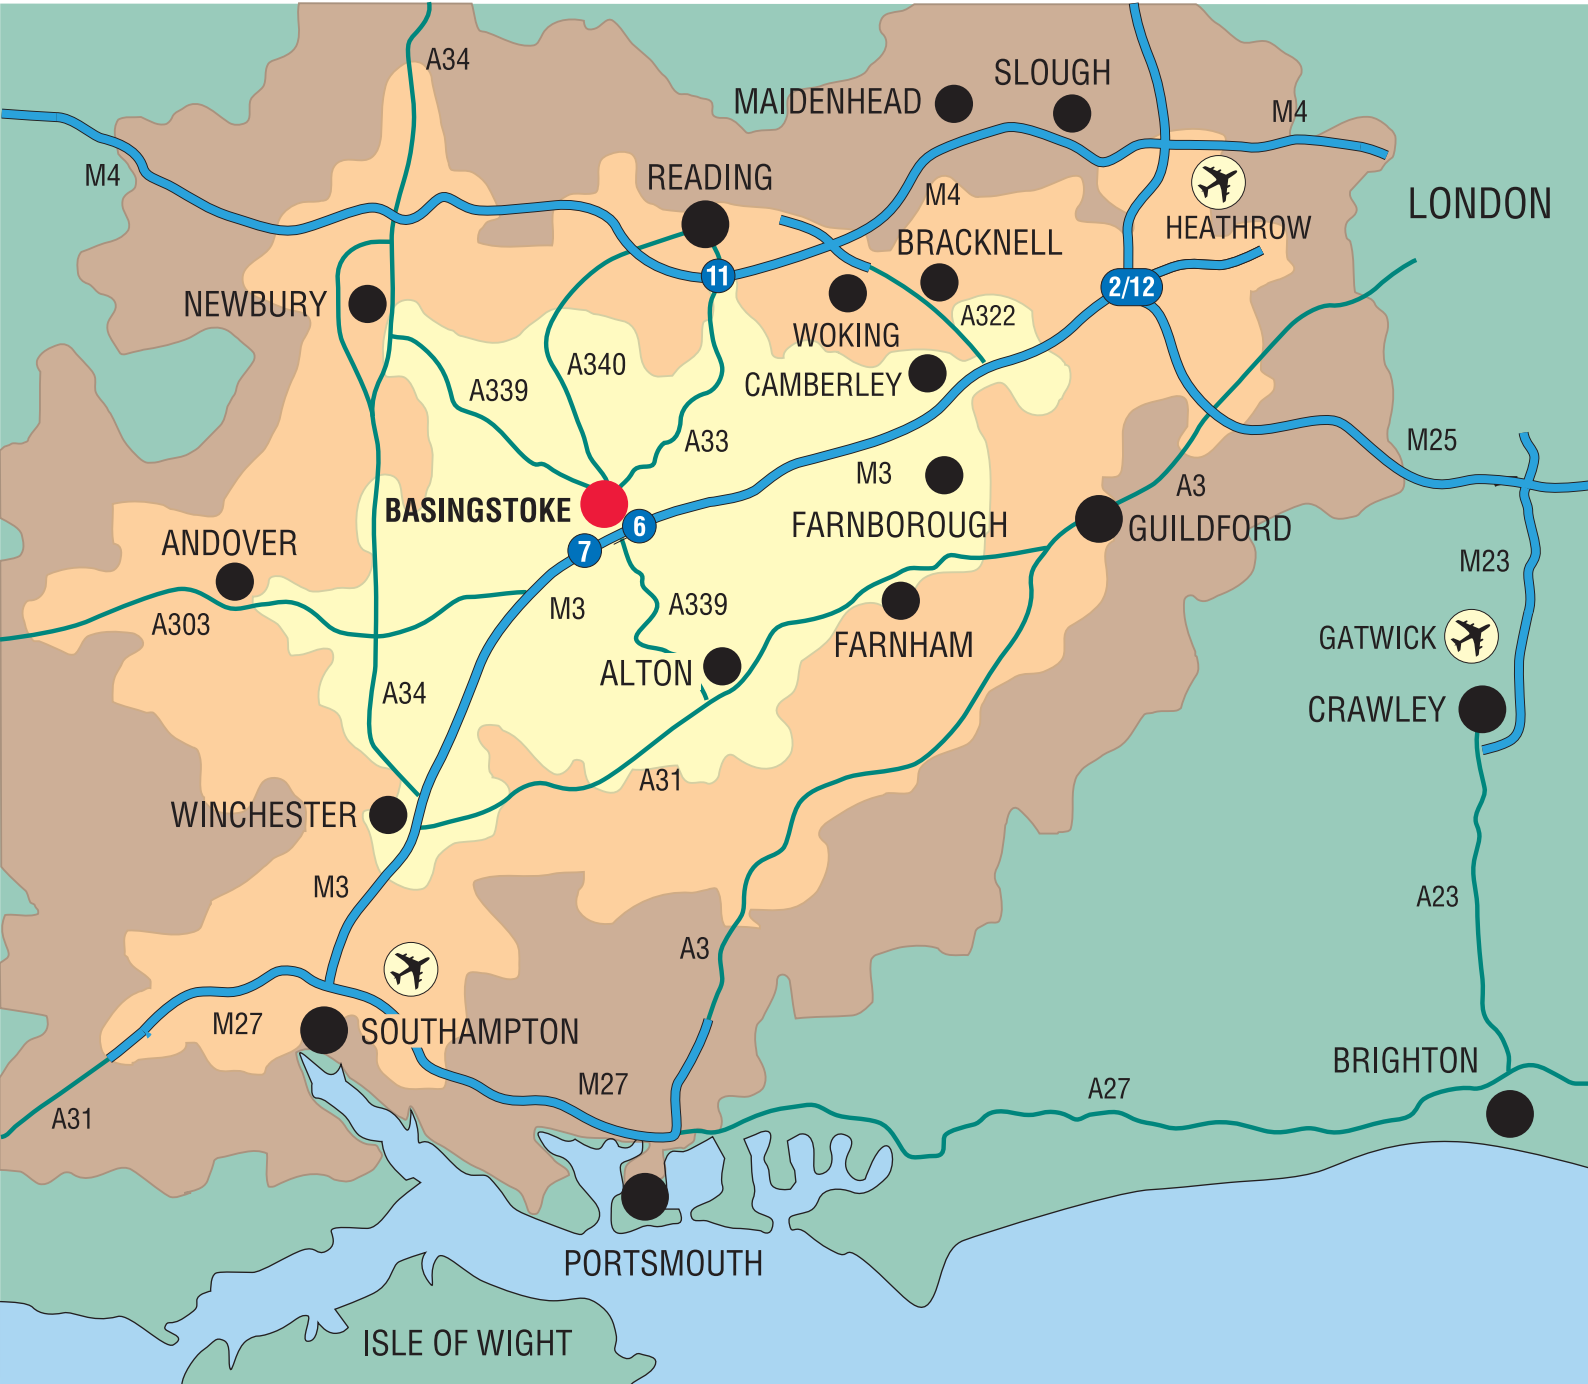 A34
SLOUGH
MAIDENHEAD
M4
M4
READING
M4
LONDON
HEATHROW
BRACKNELL
11
2/12
NEWBURY
A322
WOKING
A340
CAMBERLEY
A339
A33
M25
M3
A3
BASINGSTOKE
6
FARNBOROUGH
GUILDFORD
ANDOVER
7
M23
M3
A339
A303
GATWICK
FARNHAM
ALTON
A34
CRAWLEY
A31
WINCHESTER
M3
A23
A3
M27
SOUTHAMPTON
BRIGHTON
M27
A27
A31
PORTSMOUTH
ISLE OF WIGHT